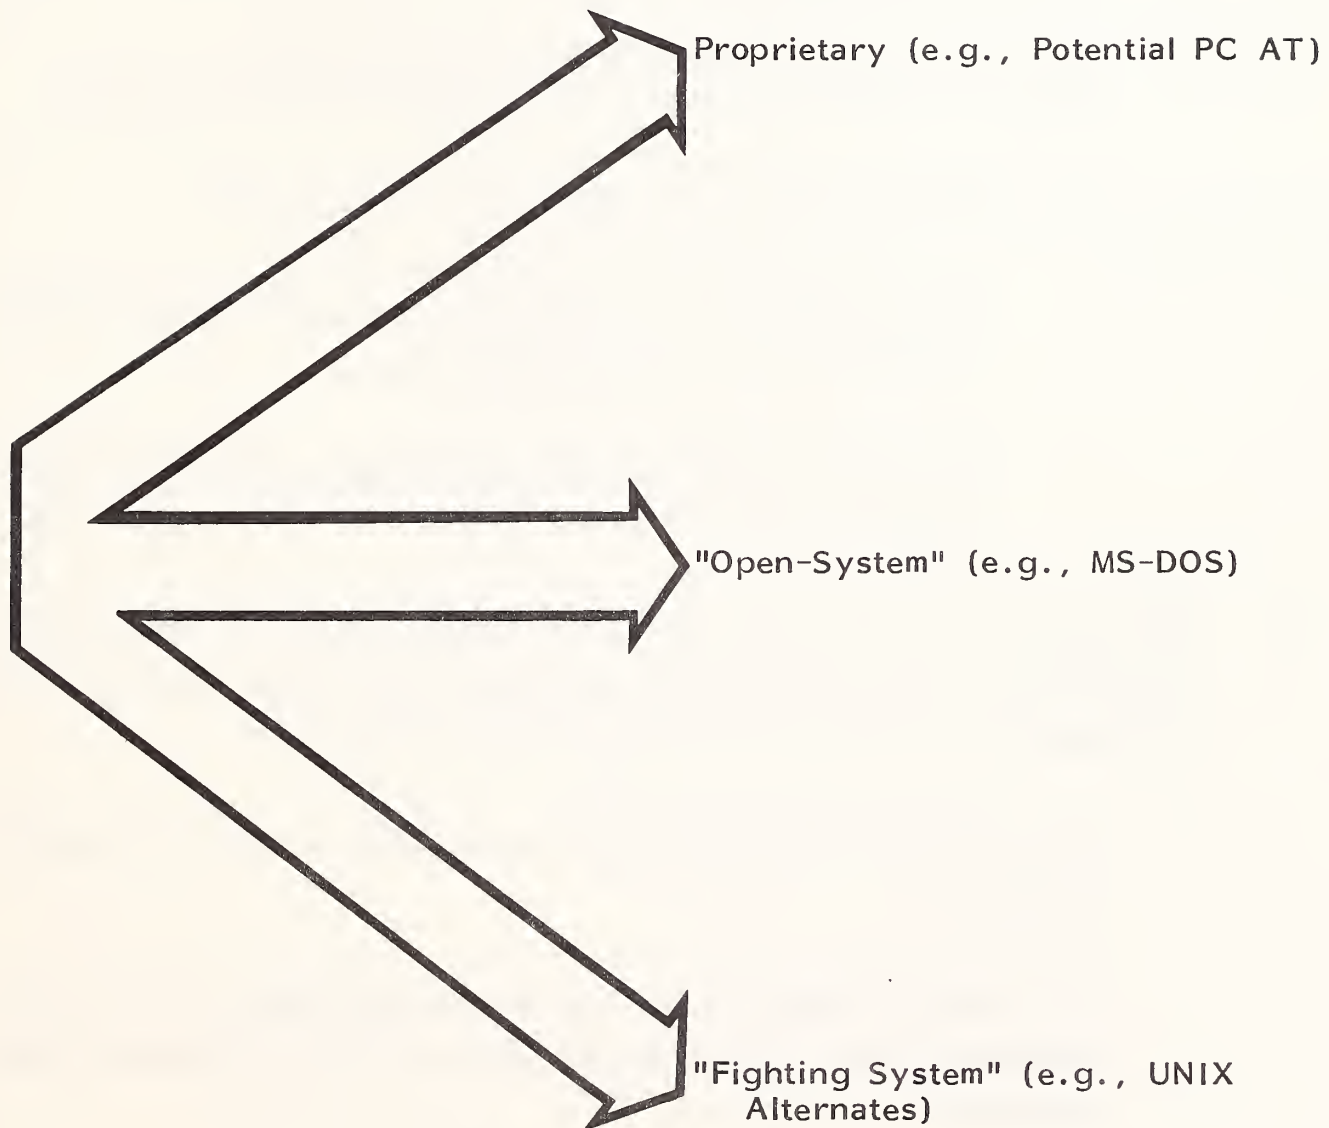 Proprietary (e.g., Potential PC AT)
"Open-System" (e.g., MS-DOS)
"Fighting System" (e.g., UNIX
Alternates)